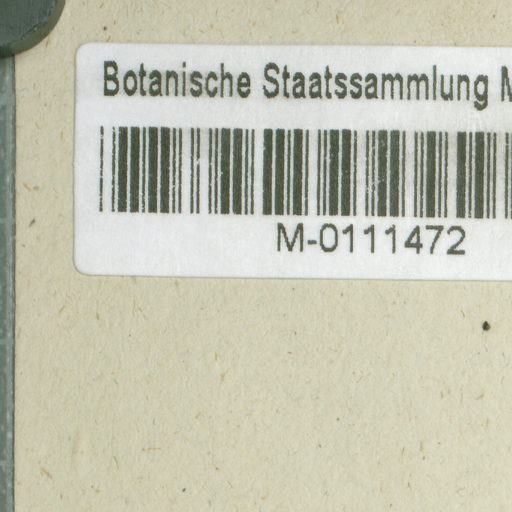 Botanische Staatssammlung M
M-0111472